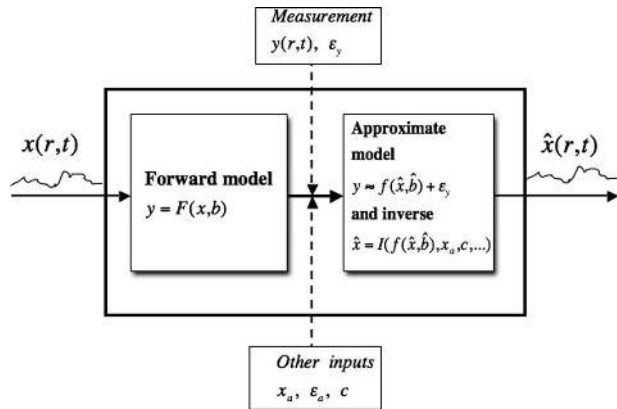 Measurement
y(r,t), ε_y
x(r,t)
Forward model
y = F(x,b)
Approximate
model
y ≈ f(x̂,b̂) + ε_y
and inverse
x̂ = I(f(x̂,b̂),x_a,c,...)
x̂(r,t)
Other inputs
x_a, ε_a, c